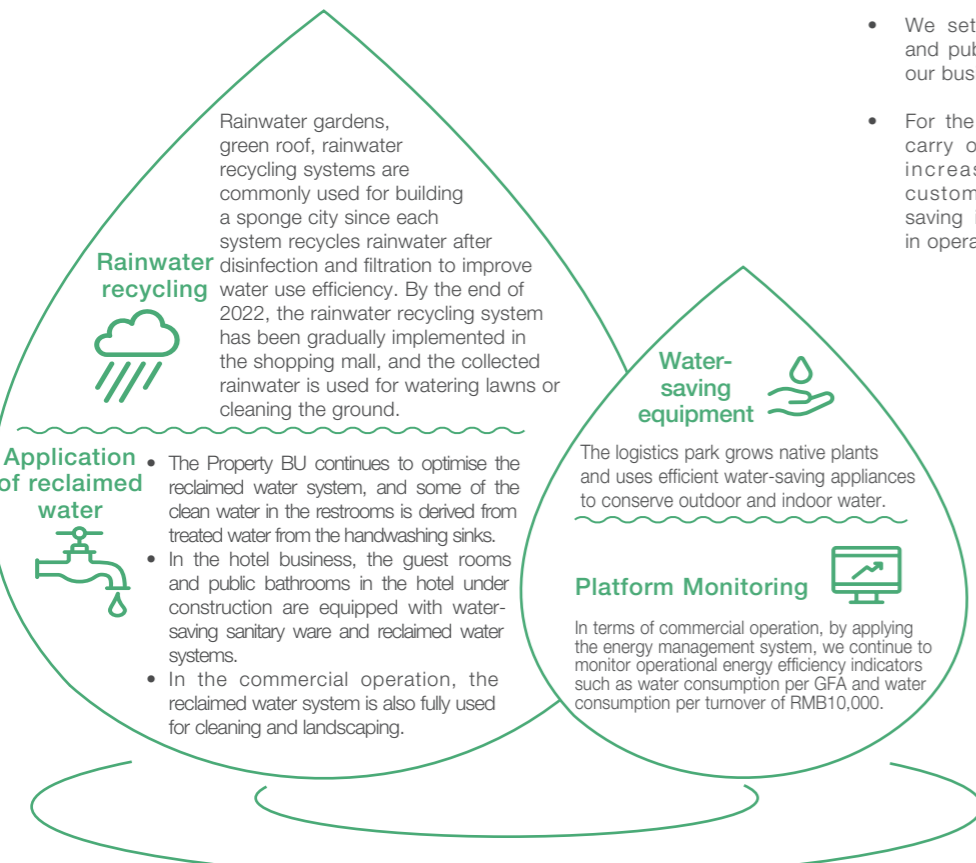 Rainwater gardens,
green roof, rainwater
recycling systems are
commonly used for building
a sponge city since each
system recycles rainwater after
disinfection and filtration to improve
water use efficiency. By the end of
2022, the rainwater recycling system
has been gradually implemented in
the shopping mall, and the collected
rainwater is used for watering lawns or
cleaning the ground.
Rainwater
recycling
Application
of reclaimed
water
• The Property BU continues to optimise the
reclaimed water system, and some of the
clean water in the restrooms is derived from
treated water from the handwashing sinks.
• In the hotel business, the guest rooms
and public bathrooms in the hotel under
construction are equipped with water-
saving sanitary ware and reclaimed water
systems.
• In the commercial operation, the
reclaimed water system is also fully used
for cleaning and landscaping.
• We set
and pub
our bus
• For the
carry o
increas
custom
saving i
in opera
Water-
saving
equipment
The logistics park grows native plants
and uses efficient water-saving appliances
to conserve outdoor and indoor water.
Platform Monitoring
In terms of commercial operation, by applying
the energy management system, we continue to
monitor operational energy efficiency indicators
such as water consumption per GFA and water
consumption per turnover of RMB10,000.